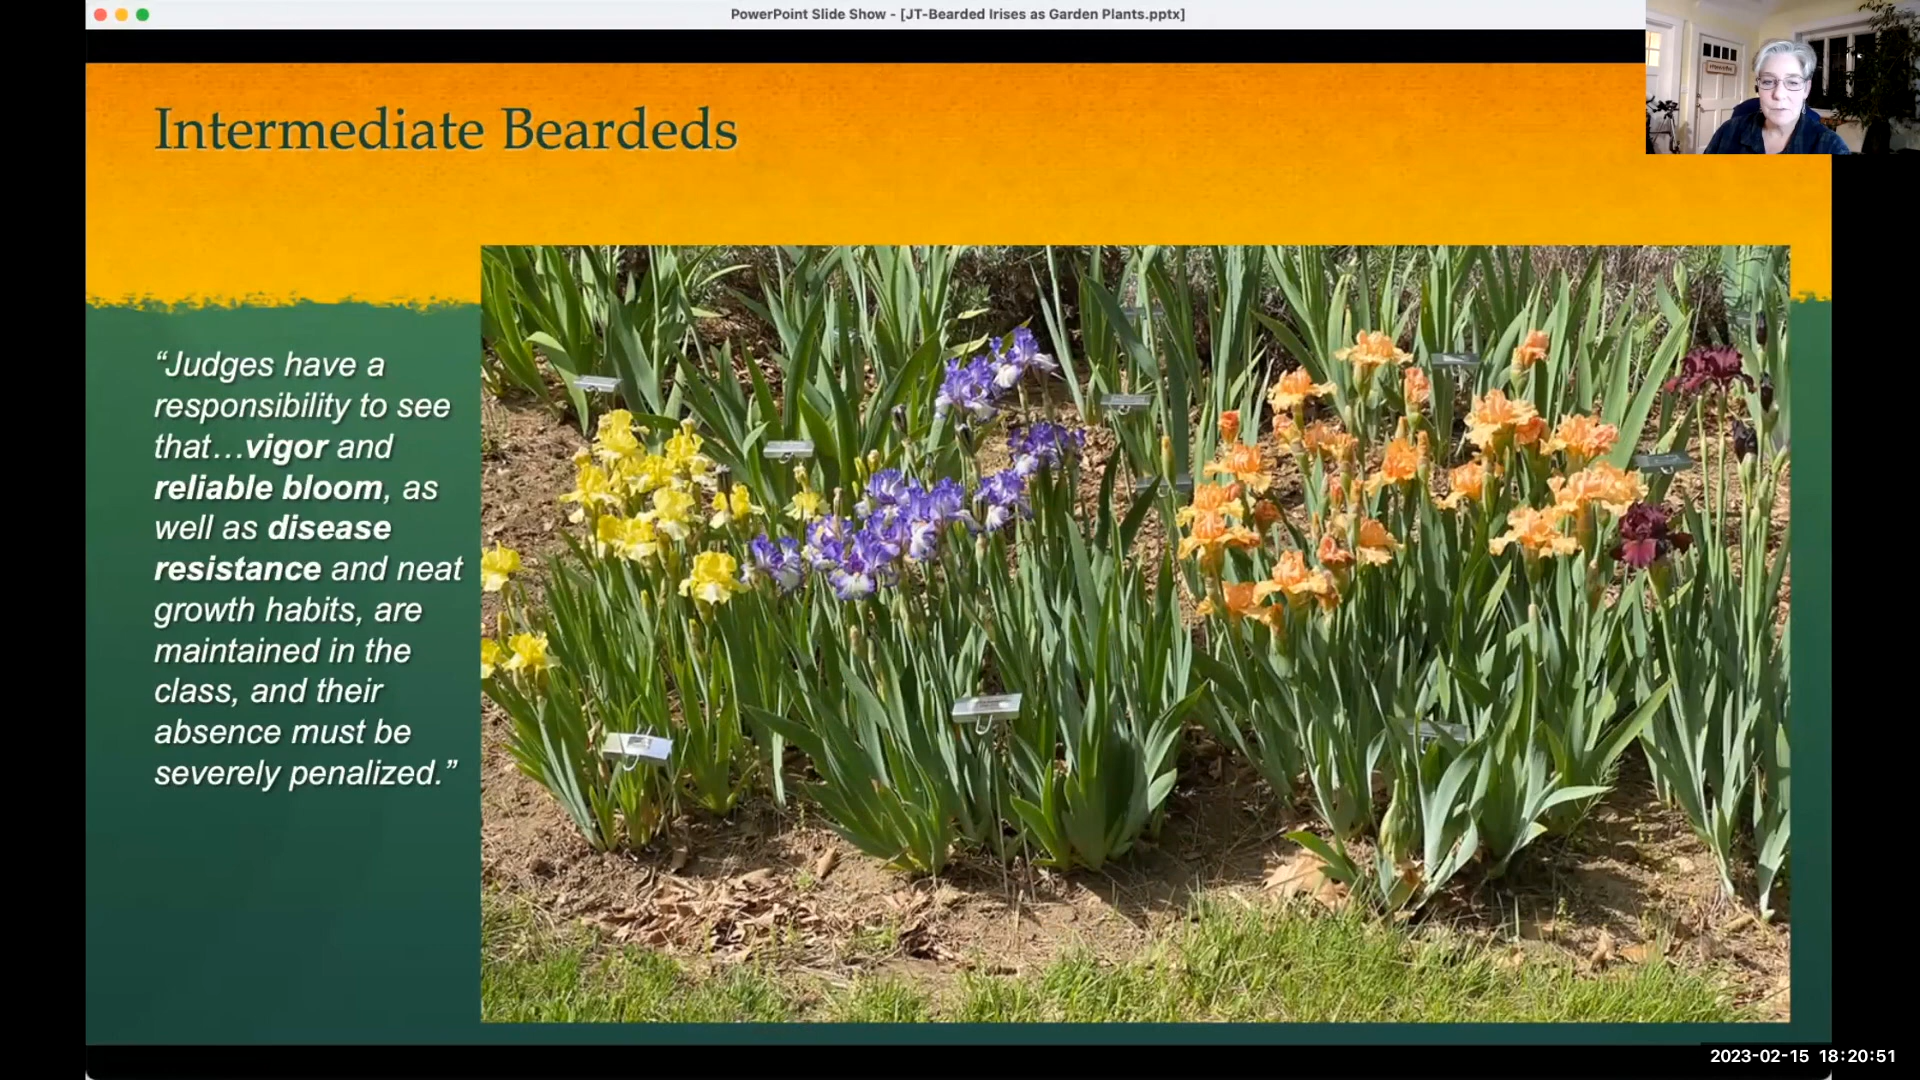 PowerPoint Slide Show - [JT-Bearded Irises as Garden Plants.pptx]
Intermediate Beardeds
“Judges have a
responsibility to see
that…vigor and
reliable bloom, as
well as disease
resistance and neat
growth habits, are
maintained in the
class, and their
absence must be
severely penalized.”
2023-02-15 18:20:51